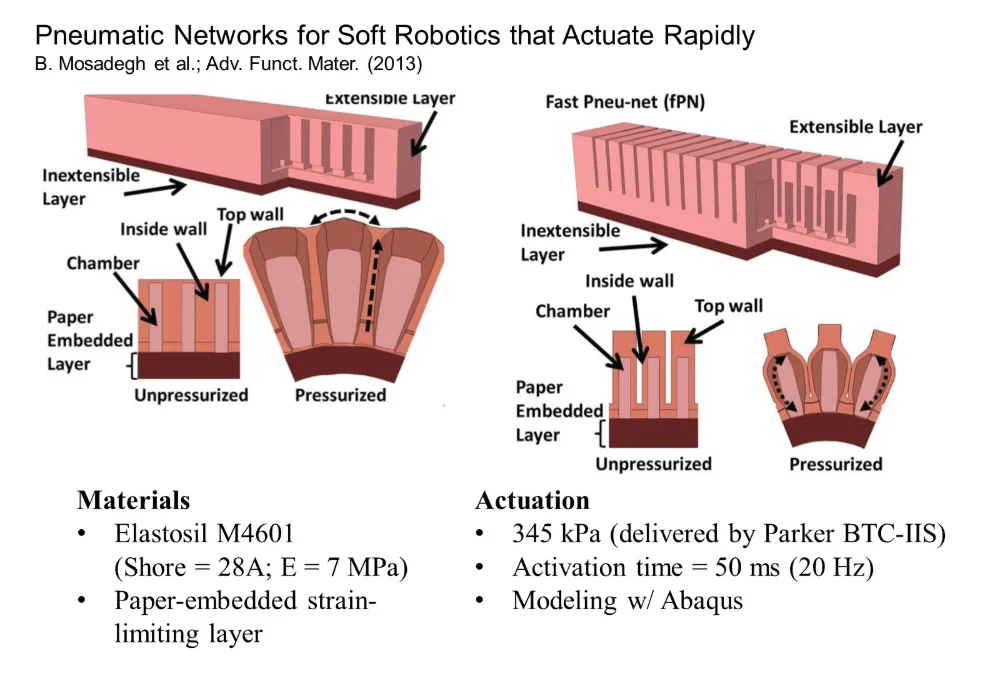 Pneumatic Networks for Soft Robotics that Actuate Rapidly
B. Mosadegh et al.; Adv. Funct. Mater. (2013)
Extensible Layer
Inextensible
Layer
Top wall
Inside wall
Chamber
Paper
Embedded
Layer
Unpressurized
Pressurized
Fast Pneu-net (fPN)
Extensible Layer
Inextensible
Layer
Inside wall
Chamber
Top wall
Paper
Embedded
Layer
Unpressurized
Pressurized
Materials
• Elastosil M4601
(Shore = 28A; E = 7 MPa)
• Paper-embedded strain-
limiting layer
Actuation
• 345 kPa (delivered by Parker BTC-IIS)
• Activation time = 50 ms (20 Hz)
• Modeling w/ Abaqus